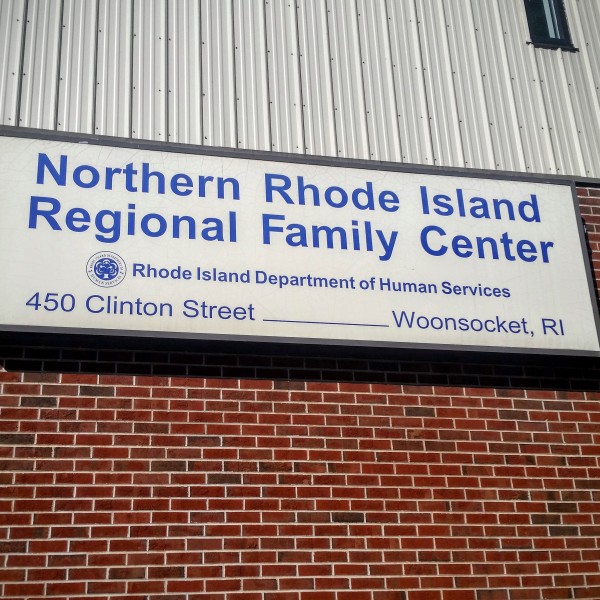 Northern Rhode Island
Regional Family Center
Rhode Island Department of Human Services
450 Clinton Street Woonsocket, RI